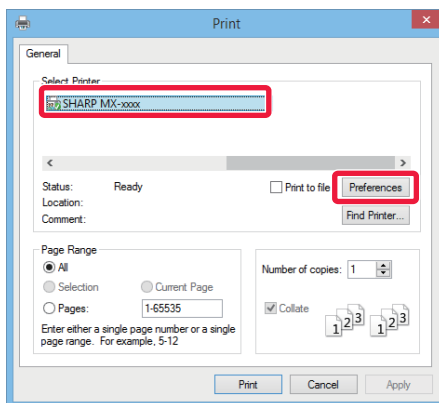 Print
General
Select Printer
SHARP MX-xxxx
Status: Ready
Print to file
Preferences
Location:
Comment:
Find Printer...
Page Range
All
Selection
Current Page
Pages: 1-65535
Enter either a single page number or a single
page range. For example, 5-12
Number of copies: 1
Collate
1 2 3 1 2 3
Print Cancel Apply